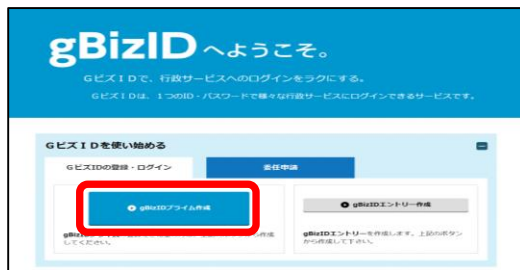 gBizIDへようこそ。
GビズIDで、行政サービスへのログインをラクにする。
GビズIDは、1つのID・パスワードで様々な行政サービスにログインできるサービスです。
GビズIDを使い始める
GビズIDの登録・ログイン
委任申請
gBizIDプライム作成
gBizIDエントリー作成
gBizIDエントリーを作成します。上記のボタン
から作成して下さい。
してください。